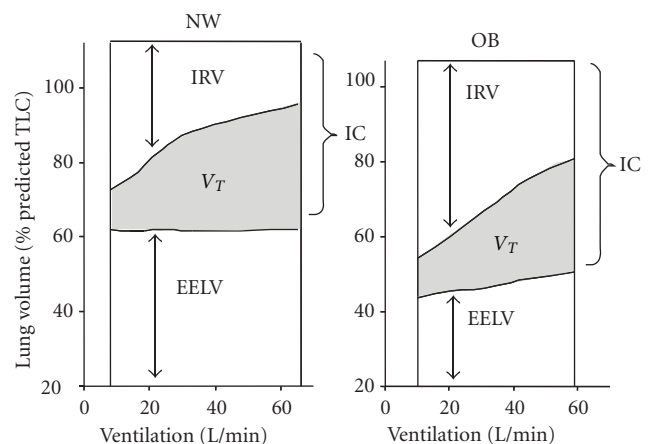 NW
Lung volume (% predicted TLC)
100
80
60
40
20
IRV
V_T
EELV
IC
0 20 40 60
Ventilation (L/min)
OB
100
80
60
40
20
IRV
V_T
EELV
IC
0 20 40 60
Ventilation (L/min)